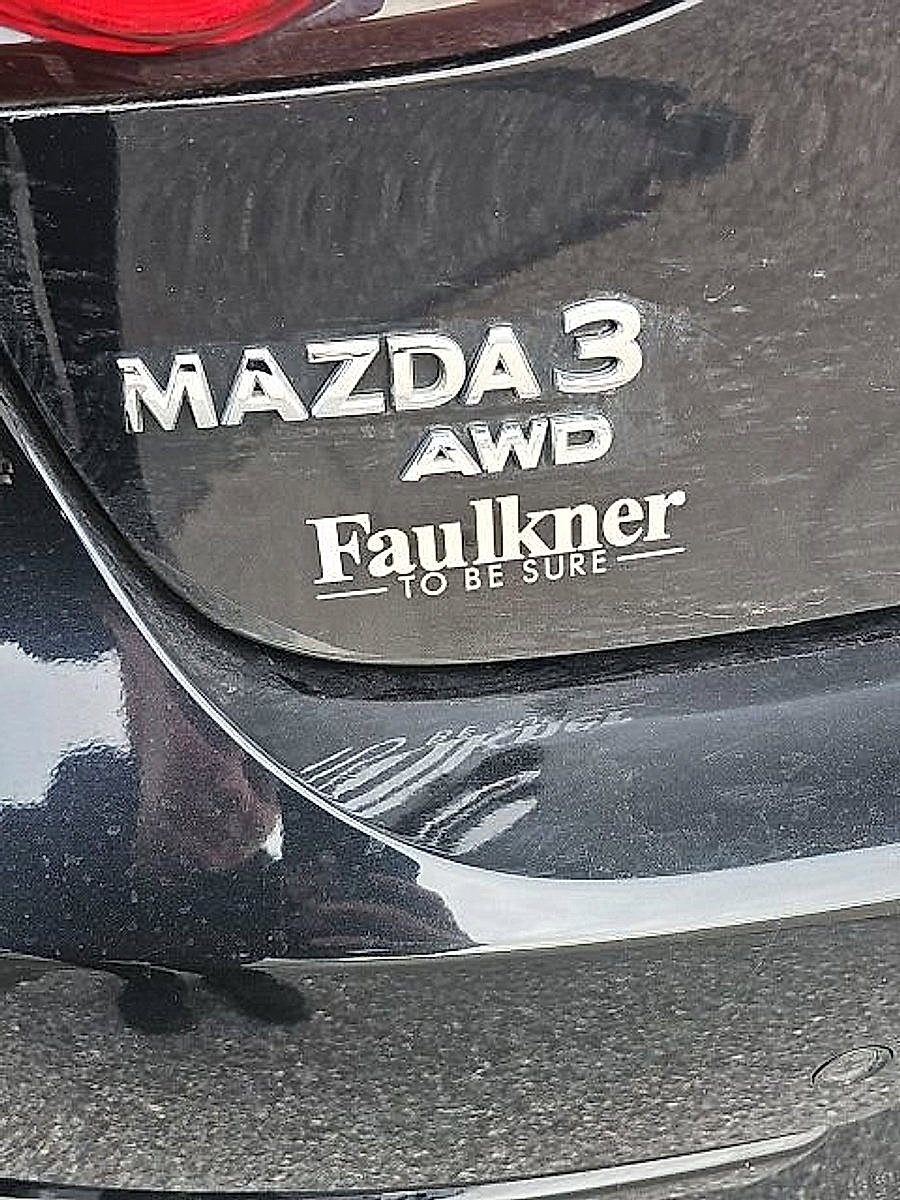 MAZDA 3
AWD
Faulkner
TO BE SURE